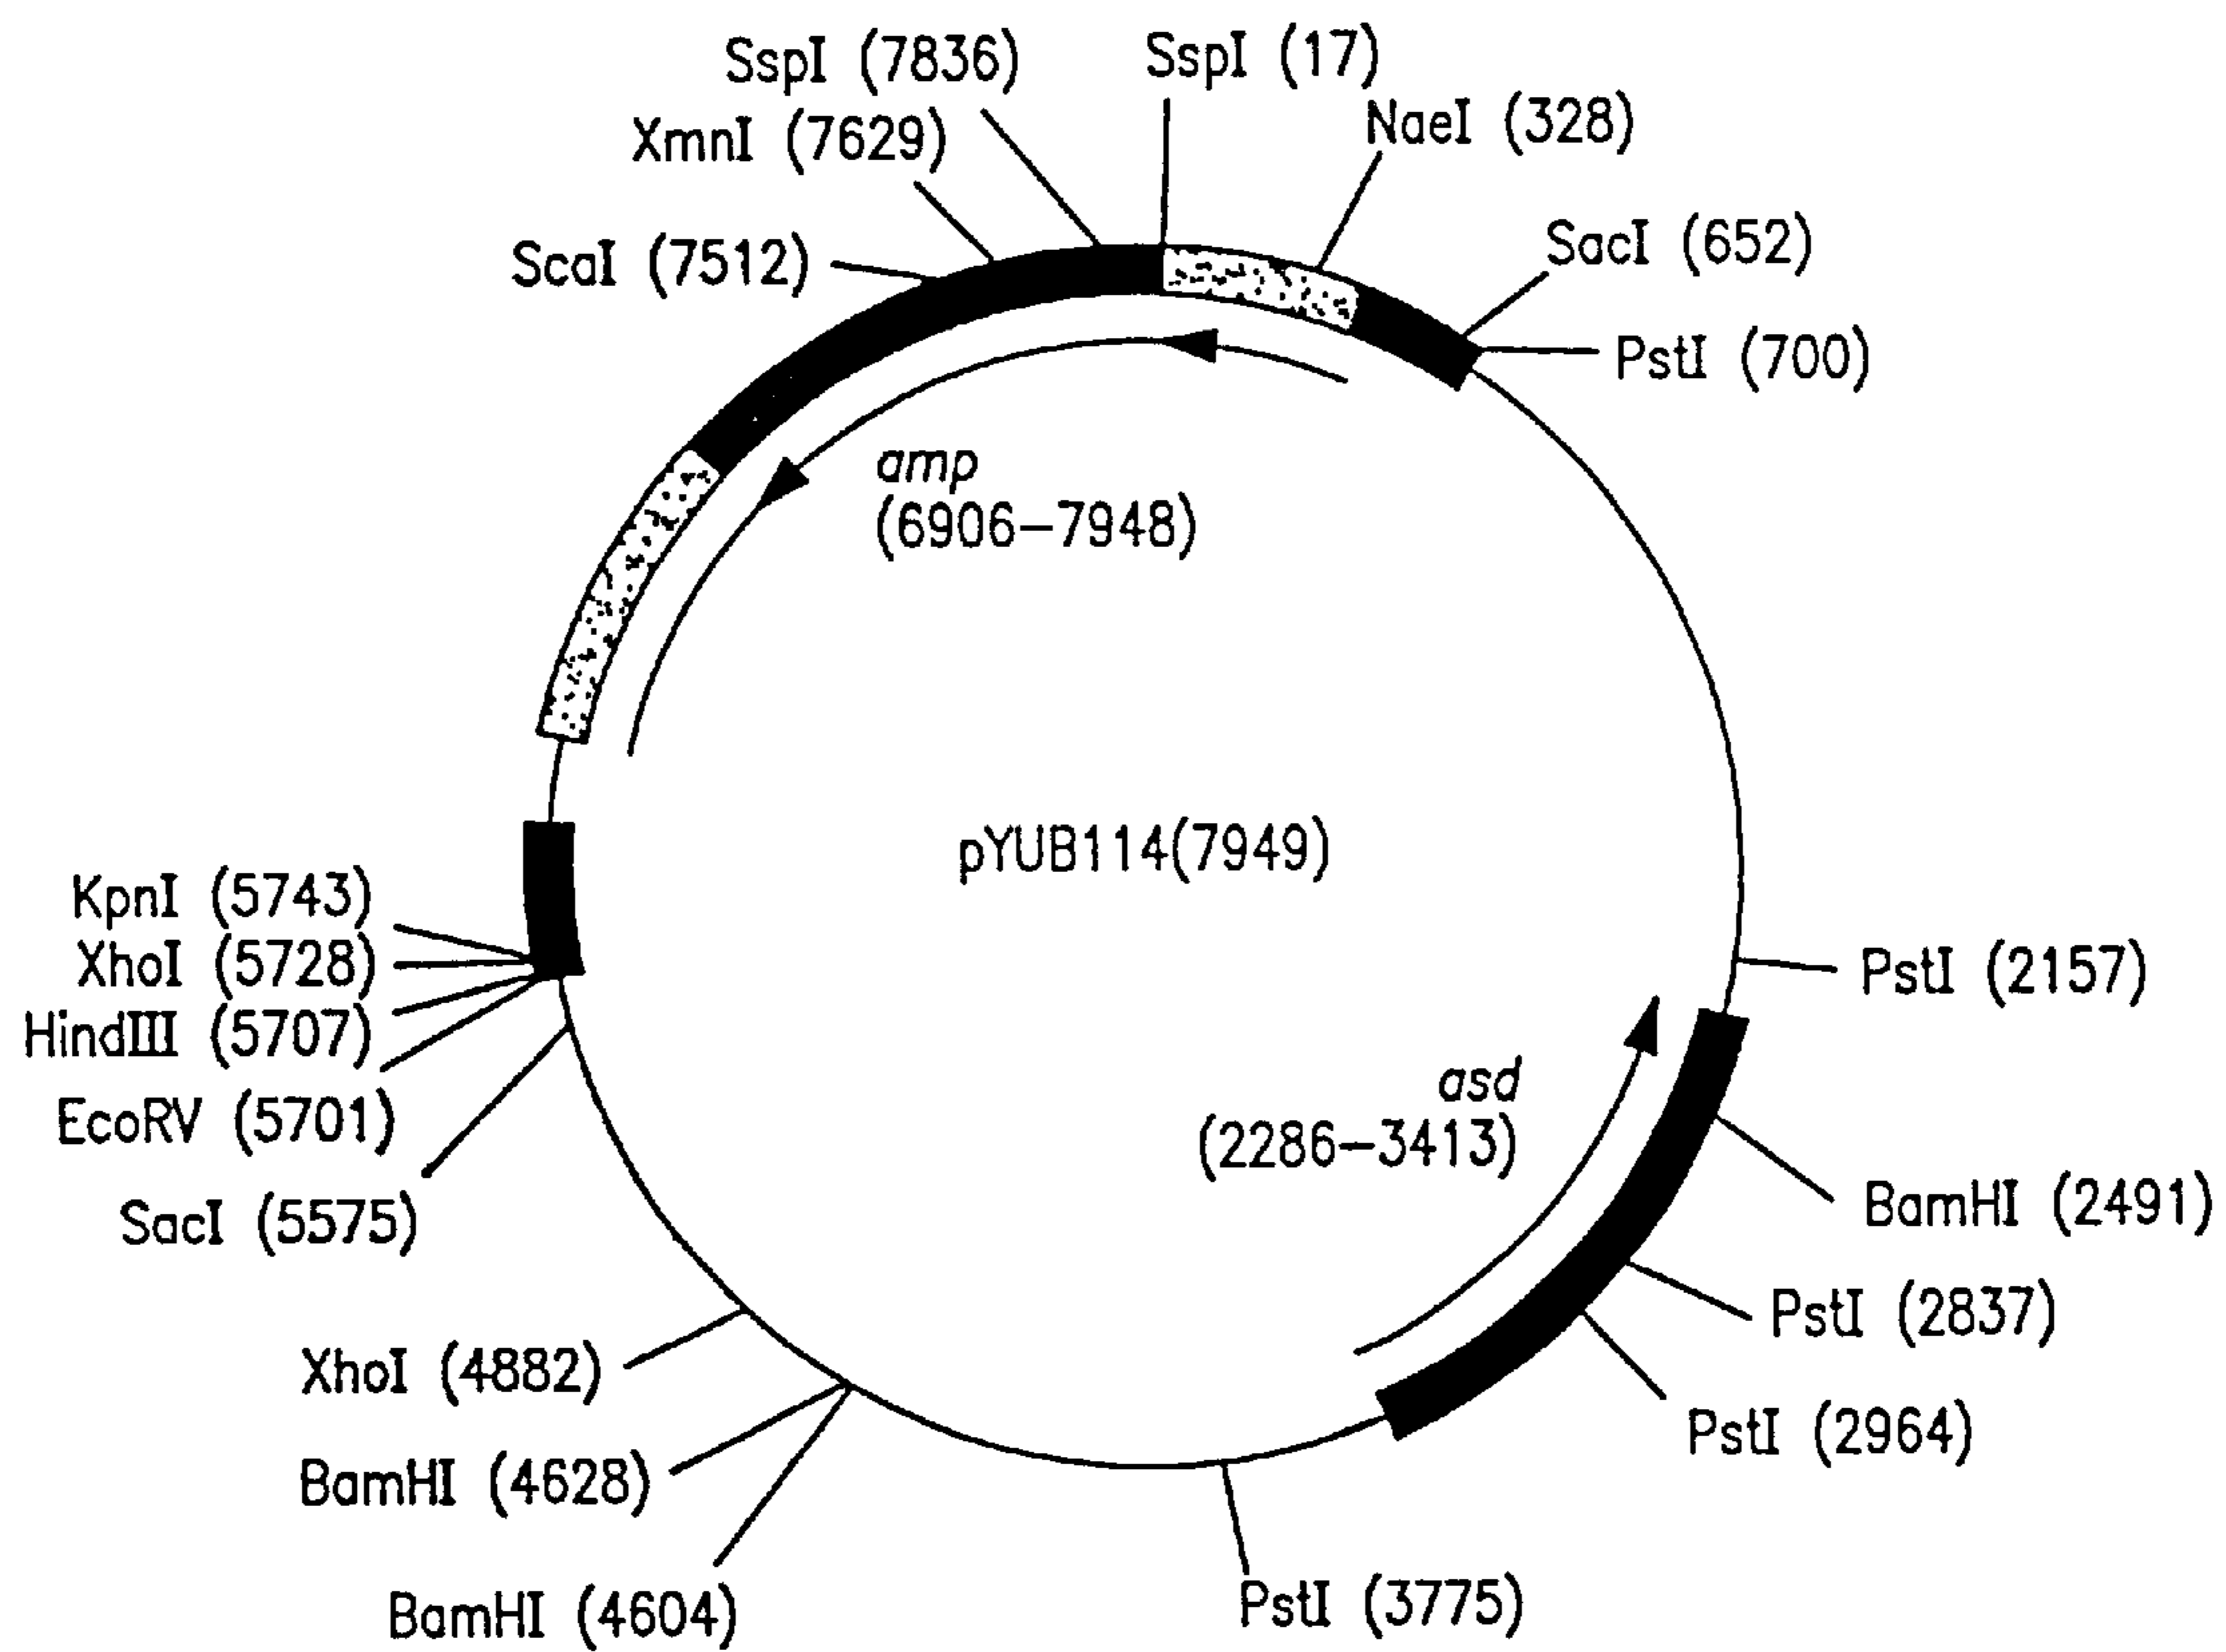 SspI (7836)
SspI (17)
XmnI (7629)
NaeI (328)
ScaI (7512)
SacI (652)
PstI (700)
amp
(6906–7948)
pYUB114(7949)
KpnI (5743)
XhoI (5728)
HindIII (5707)
EcoRV (5701)
SacI (5575)
PstI (2157)
asd
(2286–3413)
BamHI (2491)
PstI (2837)
XhoI (4882)
PstI (2964)
BamHI (4628)
BamHI (4604)
PstI (3775)